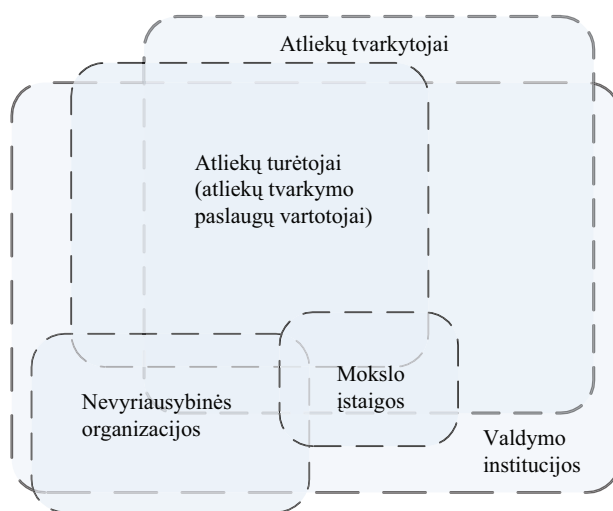 Atliekų tvarkytojai
Atliekų turėtojai
(atliekų tvarkymo
paslaugų vartotojai)
Mokslo
įstaigos
Nevyriausybinės
organizacijos
Valdymo
institucijos